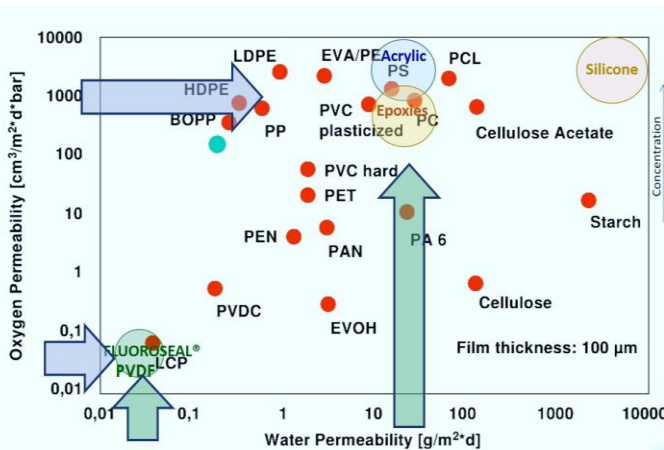 10000
1000
100
10
1
0,1
0,01
Oxygen Permeability [cm³/m²*d*bar]
LDPE
EVA/PE
Acrylic
PS
PCL
Silicone
HDPE
BOPP
PP
PVC
plasticized
Epoxies
PC
Cellulose Acetate
PVC hard
PET
PEN
PAN
PA 6
Starch
PVDC
EVOH
Cellulose
FLUOROSEAL®
PVDF
LCP
Film thickness: 100 µm
0,01
0,1
1
10
100
1000
10000
Water Permeability [g/m²*d]
Concentration